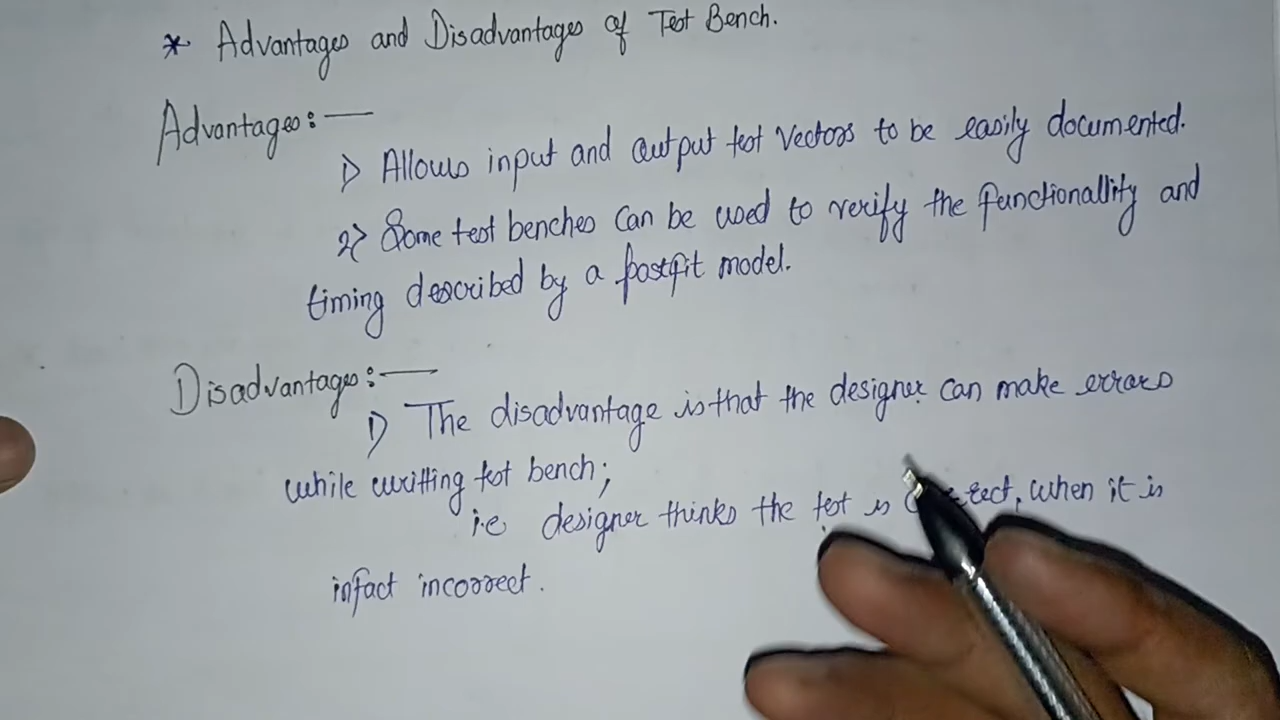 * Advantages and Disadvantages of Test Bench.
Advantages:—
1) Allows input and output test vectors to be easily documented.
2) Some test benches can be used to verify the functionallity and
timing described by a postfit model.
Disadvantages:—
1) The disadvantage is that the designer can make errors
while writting test bench;
i.e designer thinks the test is when it is
infact incorrect.